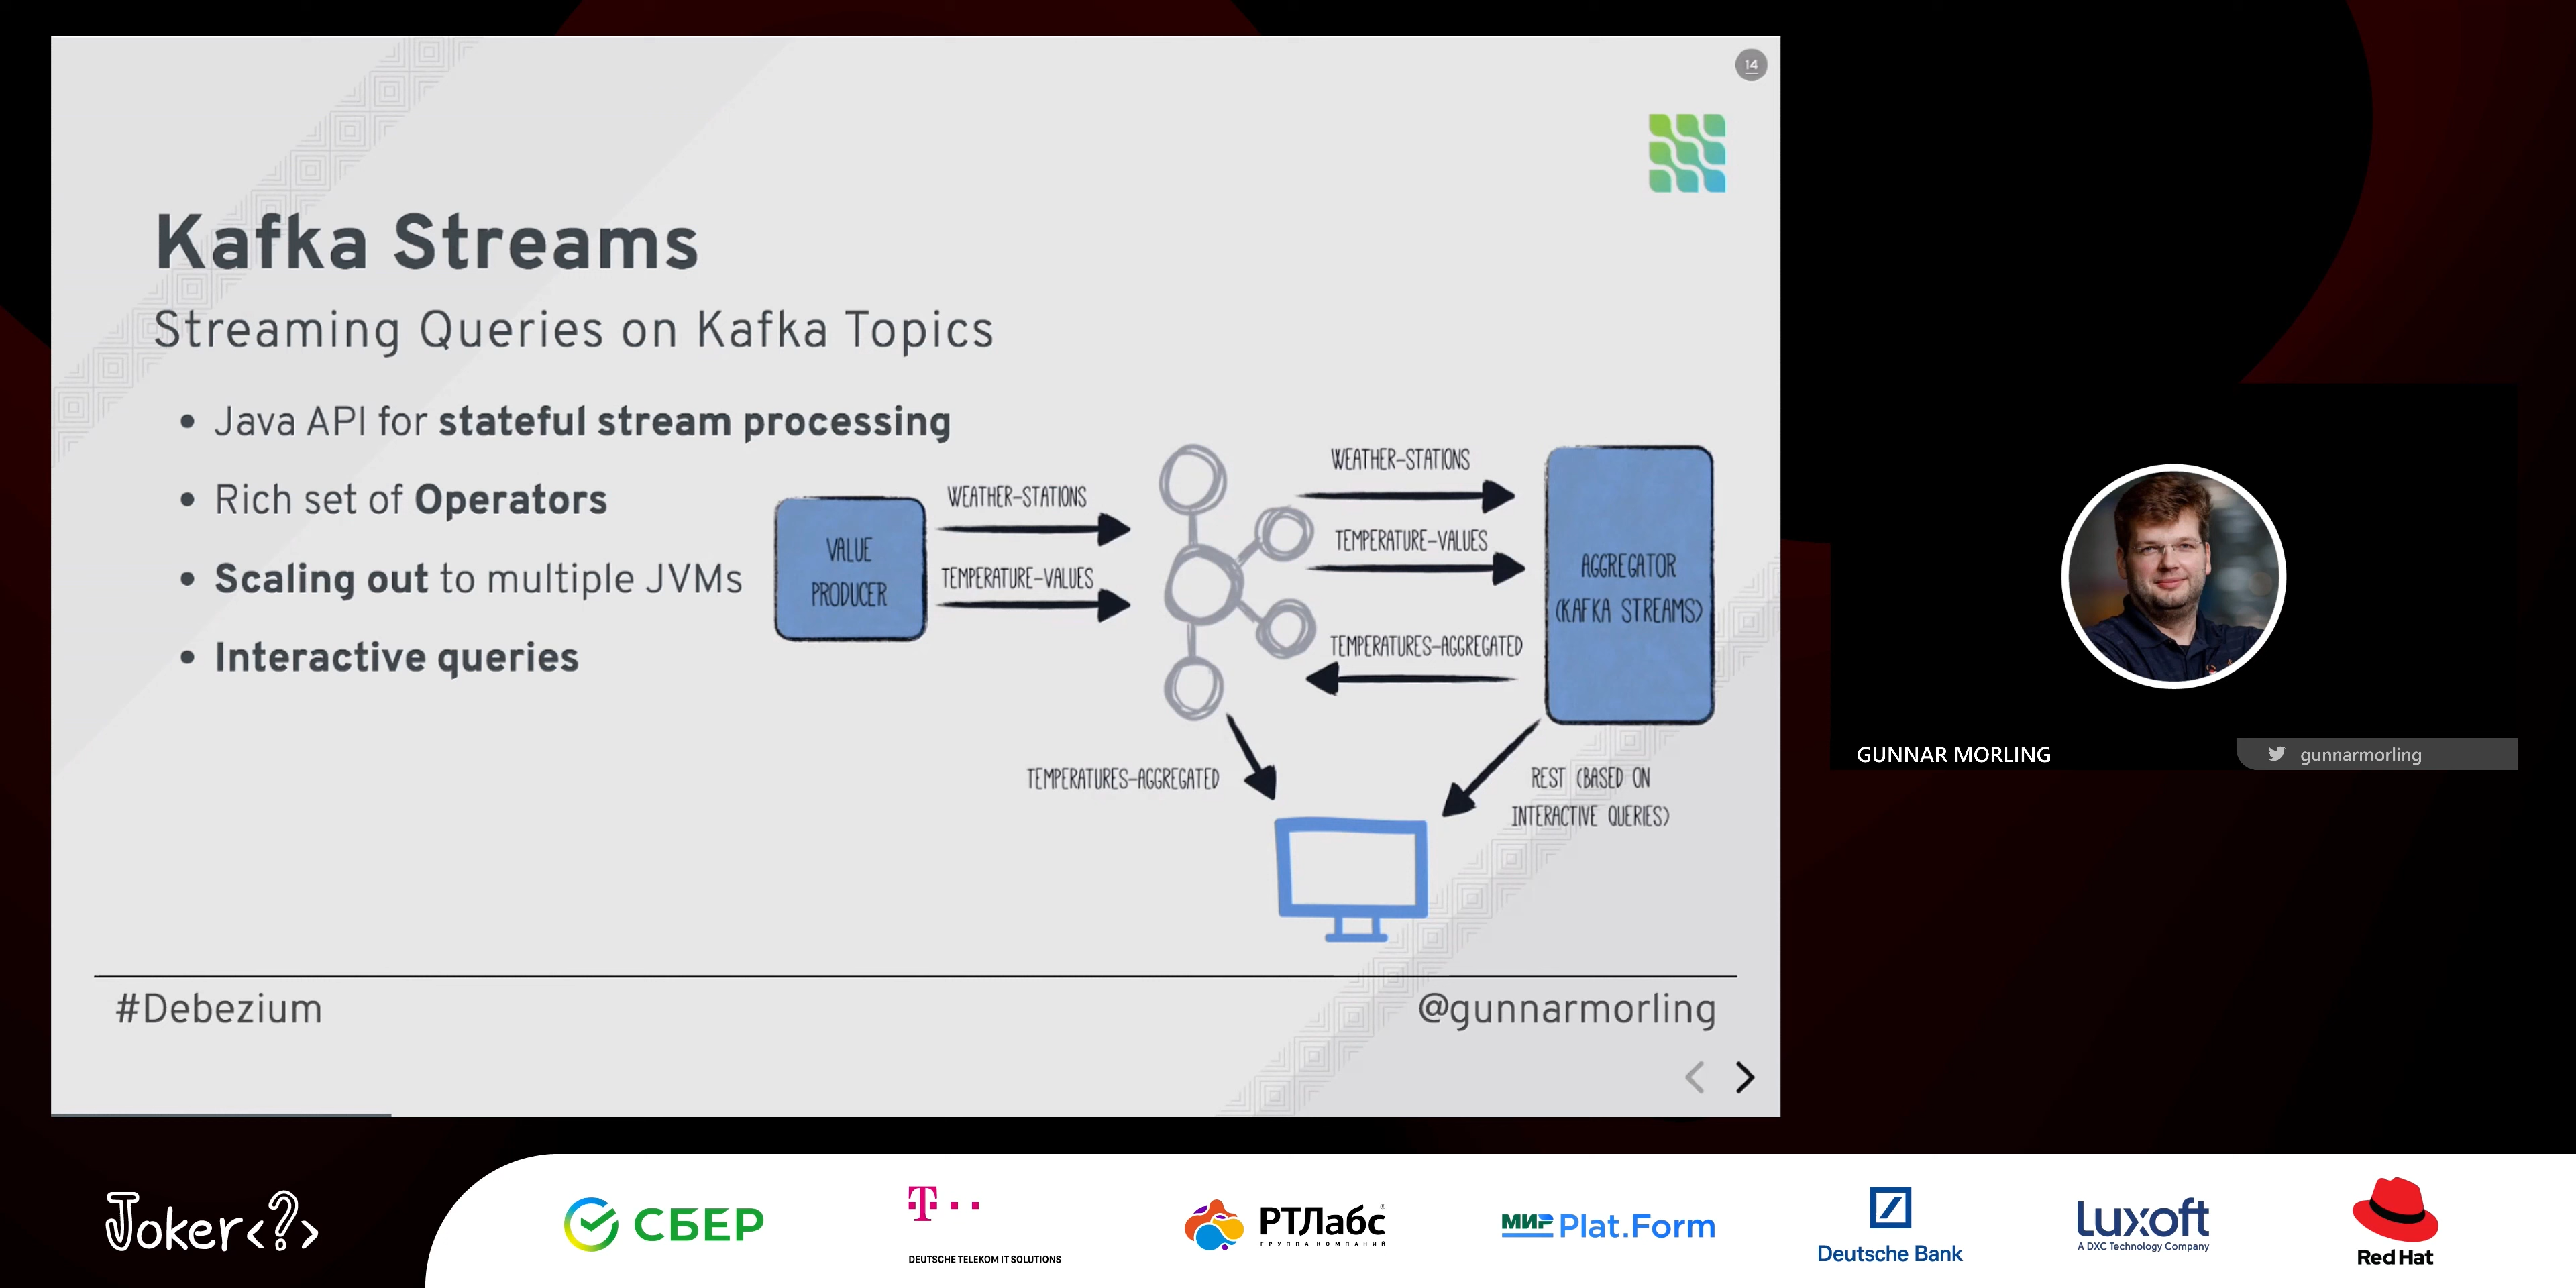 14
Kafka Streams
Streaming Queries on Kafka Topics
Java API for stateful stream processing
Rich set of Operators
Scaling out to multiple JVMs
Interactive queries
VALUE
PRODUCER
WEATHER-STATIONS
TEMPERATURE-VALUES
WEATHER-STATIONS
TEMPERATURE-VALUES
TEMPERATURES-AGGREGATED
AGGREGATOR
(KAFKA STREAMS)
TEMPERATURES-AGGREGATED
REST (BASED ON
INTERACTIVE QUERIES)
#Debezium
@gunnarmorling
GUNNAR MORLING
gunnarmorling
Joker<?>
СБЕР
T
DEUTSCHE TELEKOM IT SOLUTIONS
РТЛабс
ГРУППА КОМПАНИЙ
МИР Plat.Form
Deutsche Bank
Luxoft
A DXC Technology Company
Red Hat